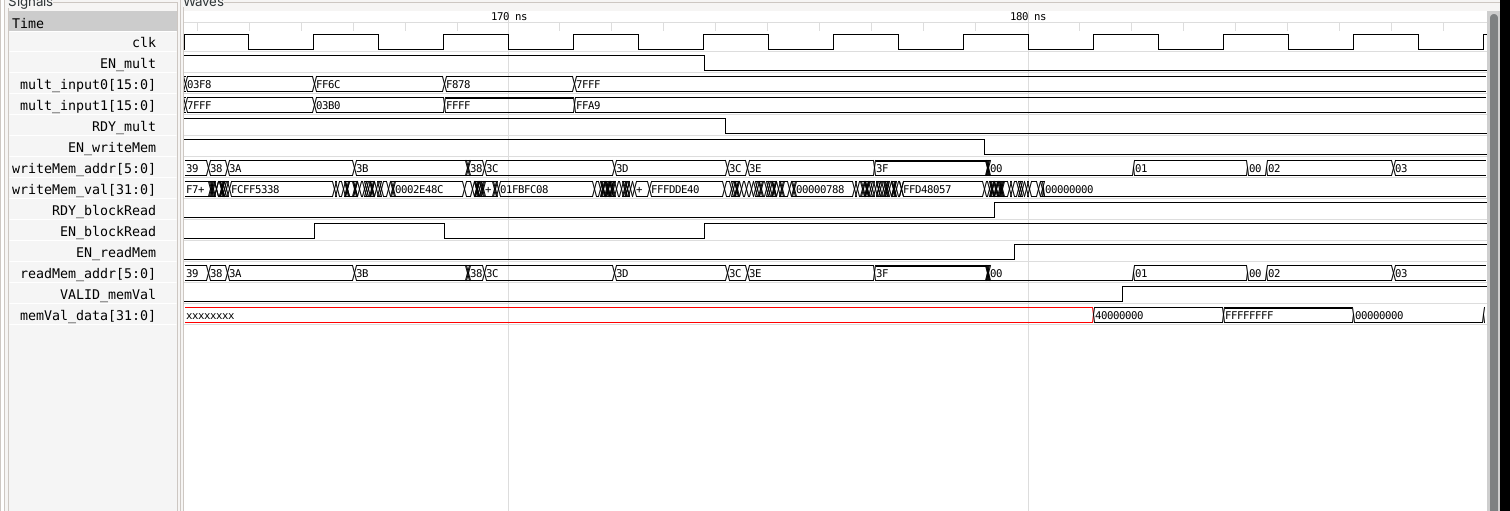 Signals Waves
Time 170 ns 180 ns
clk
EN_mult
mult_input0[15:0] 03F8 FF6C F878 7FFF
mult_input1[15:0] 7FFF 03B0 FFFF FFA9
RDY_mult
EN_writeMem
writeMem_addr[5:0] 39 38 3A 3B 38 3C 3D 3C 3E 3F 00 01 00 02 03
writeMem_val[31:0] F7+ FCFF5338 0002E48C + 01FBFC08 + FFFDDE40 00000788 FFD48057 00000000
RDY_blockRead
EN_blockRead
EN_readMem
readMem_addr[5:0] 39 38 3A 3B 38 3C 3D 3C 3E 3F 00 01 00 02 03
VALID_memVal
memVal_data[31:0] xxxxxxxx 40000000 FFFFFFFF 00000000